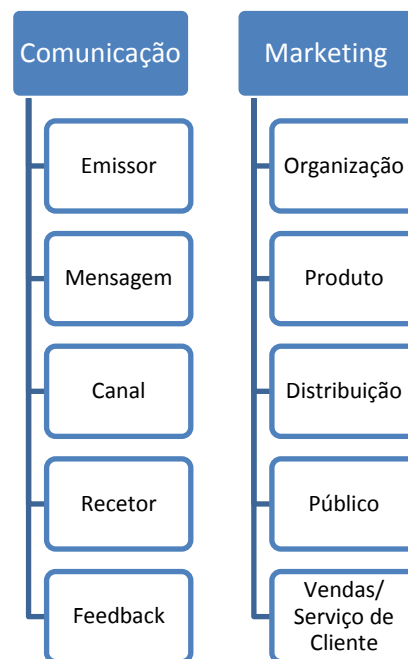 Comunicação
Emissor
Mensagem
Canal
Recetor
Feedback
Marketing
Organização
Produto
Distribuição
Público
Vendas/
Serviço de
Cliente